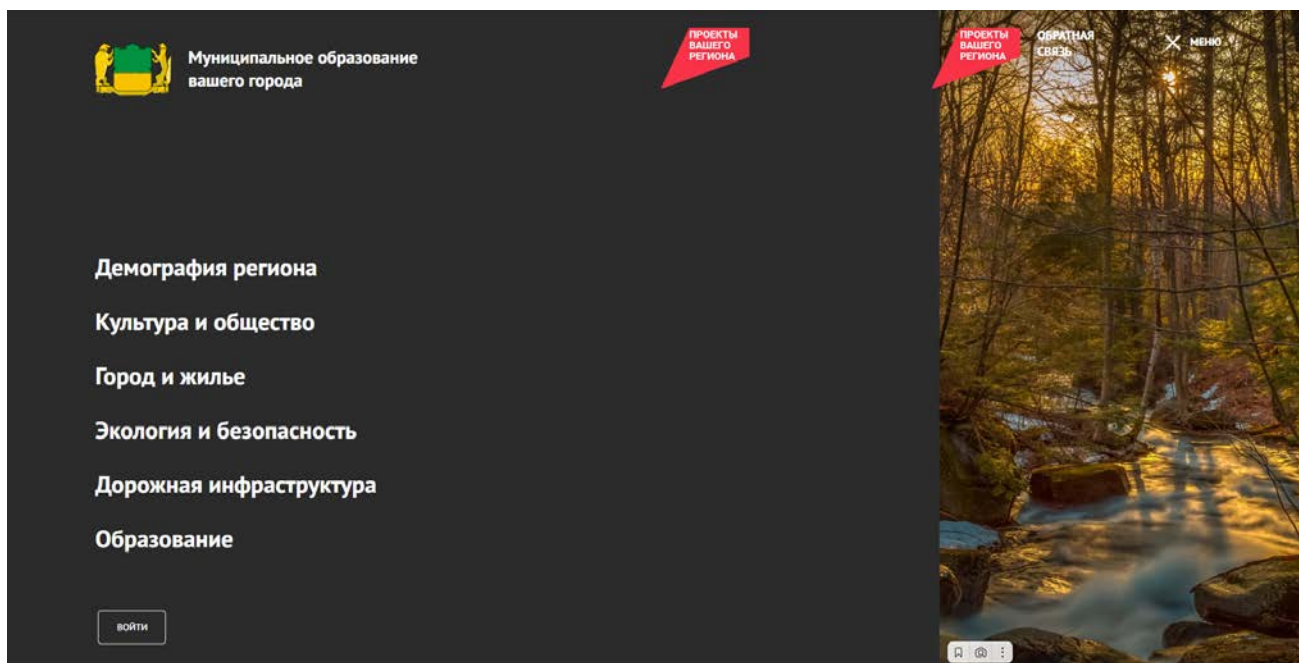 Муниципальное образование
вашего города
ПРОЕКТЫ
ВАШЕГО
РЕГИОНА
ПРОЕКТЫ
ВАШЕГО
РЕГИОНА
ОБРАТНАЯ
СВЯЗЬ
МЕНЮ
Демография региона
Культура и общество
Город и жилье
Экология и безопасность
Дорожная инфраструктура
Образование
ВОЙТИ